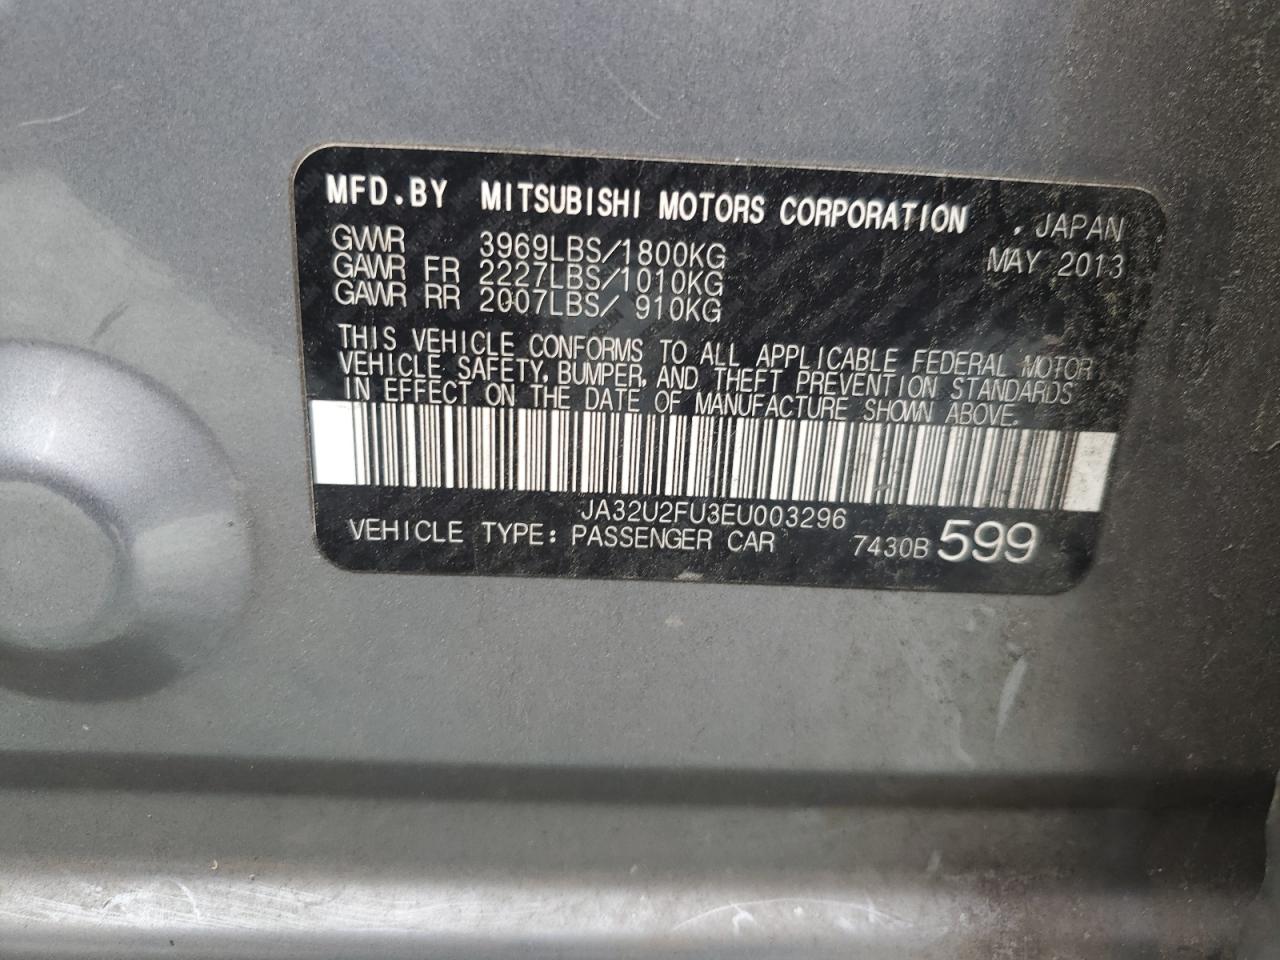 MFD.BY MITSUBISHI MOTORS CORPORATION . JAPAN
GVWR 3969LBS/1800KG MAY 2013
GAWR FR 2227LBS/1010KG
GAWR RR 2007LBS/ 910KG
THIS VEHICLE CONFORMS TO ALL APPLICABLE FEDERAL MOTOR
VEHICLE SAFETY, BUMPER, AND THEFT PREVENTION STANDARDS
IN EFFECT ON THE DATE OF MANUFACTURE SHOWN ABOVE.
JA32U2FU3EU003296
VEHICLE TYPE: PASSENGER CAR 7430B 599